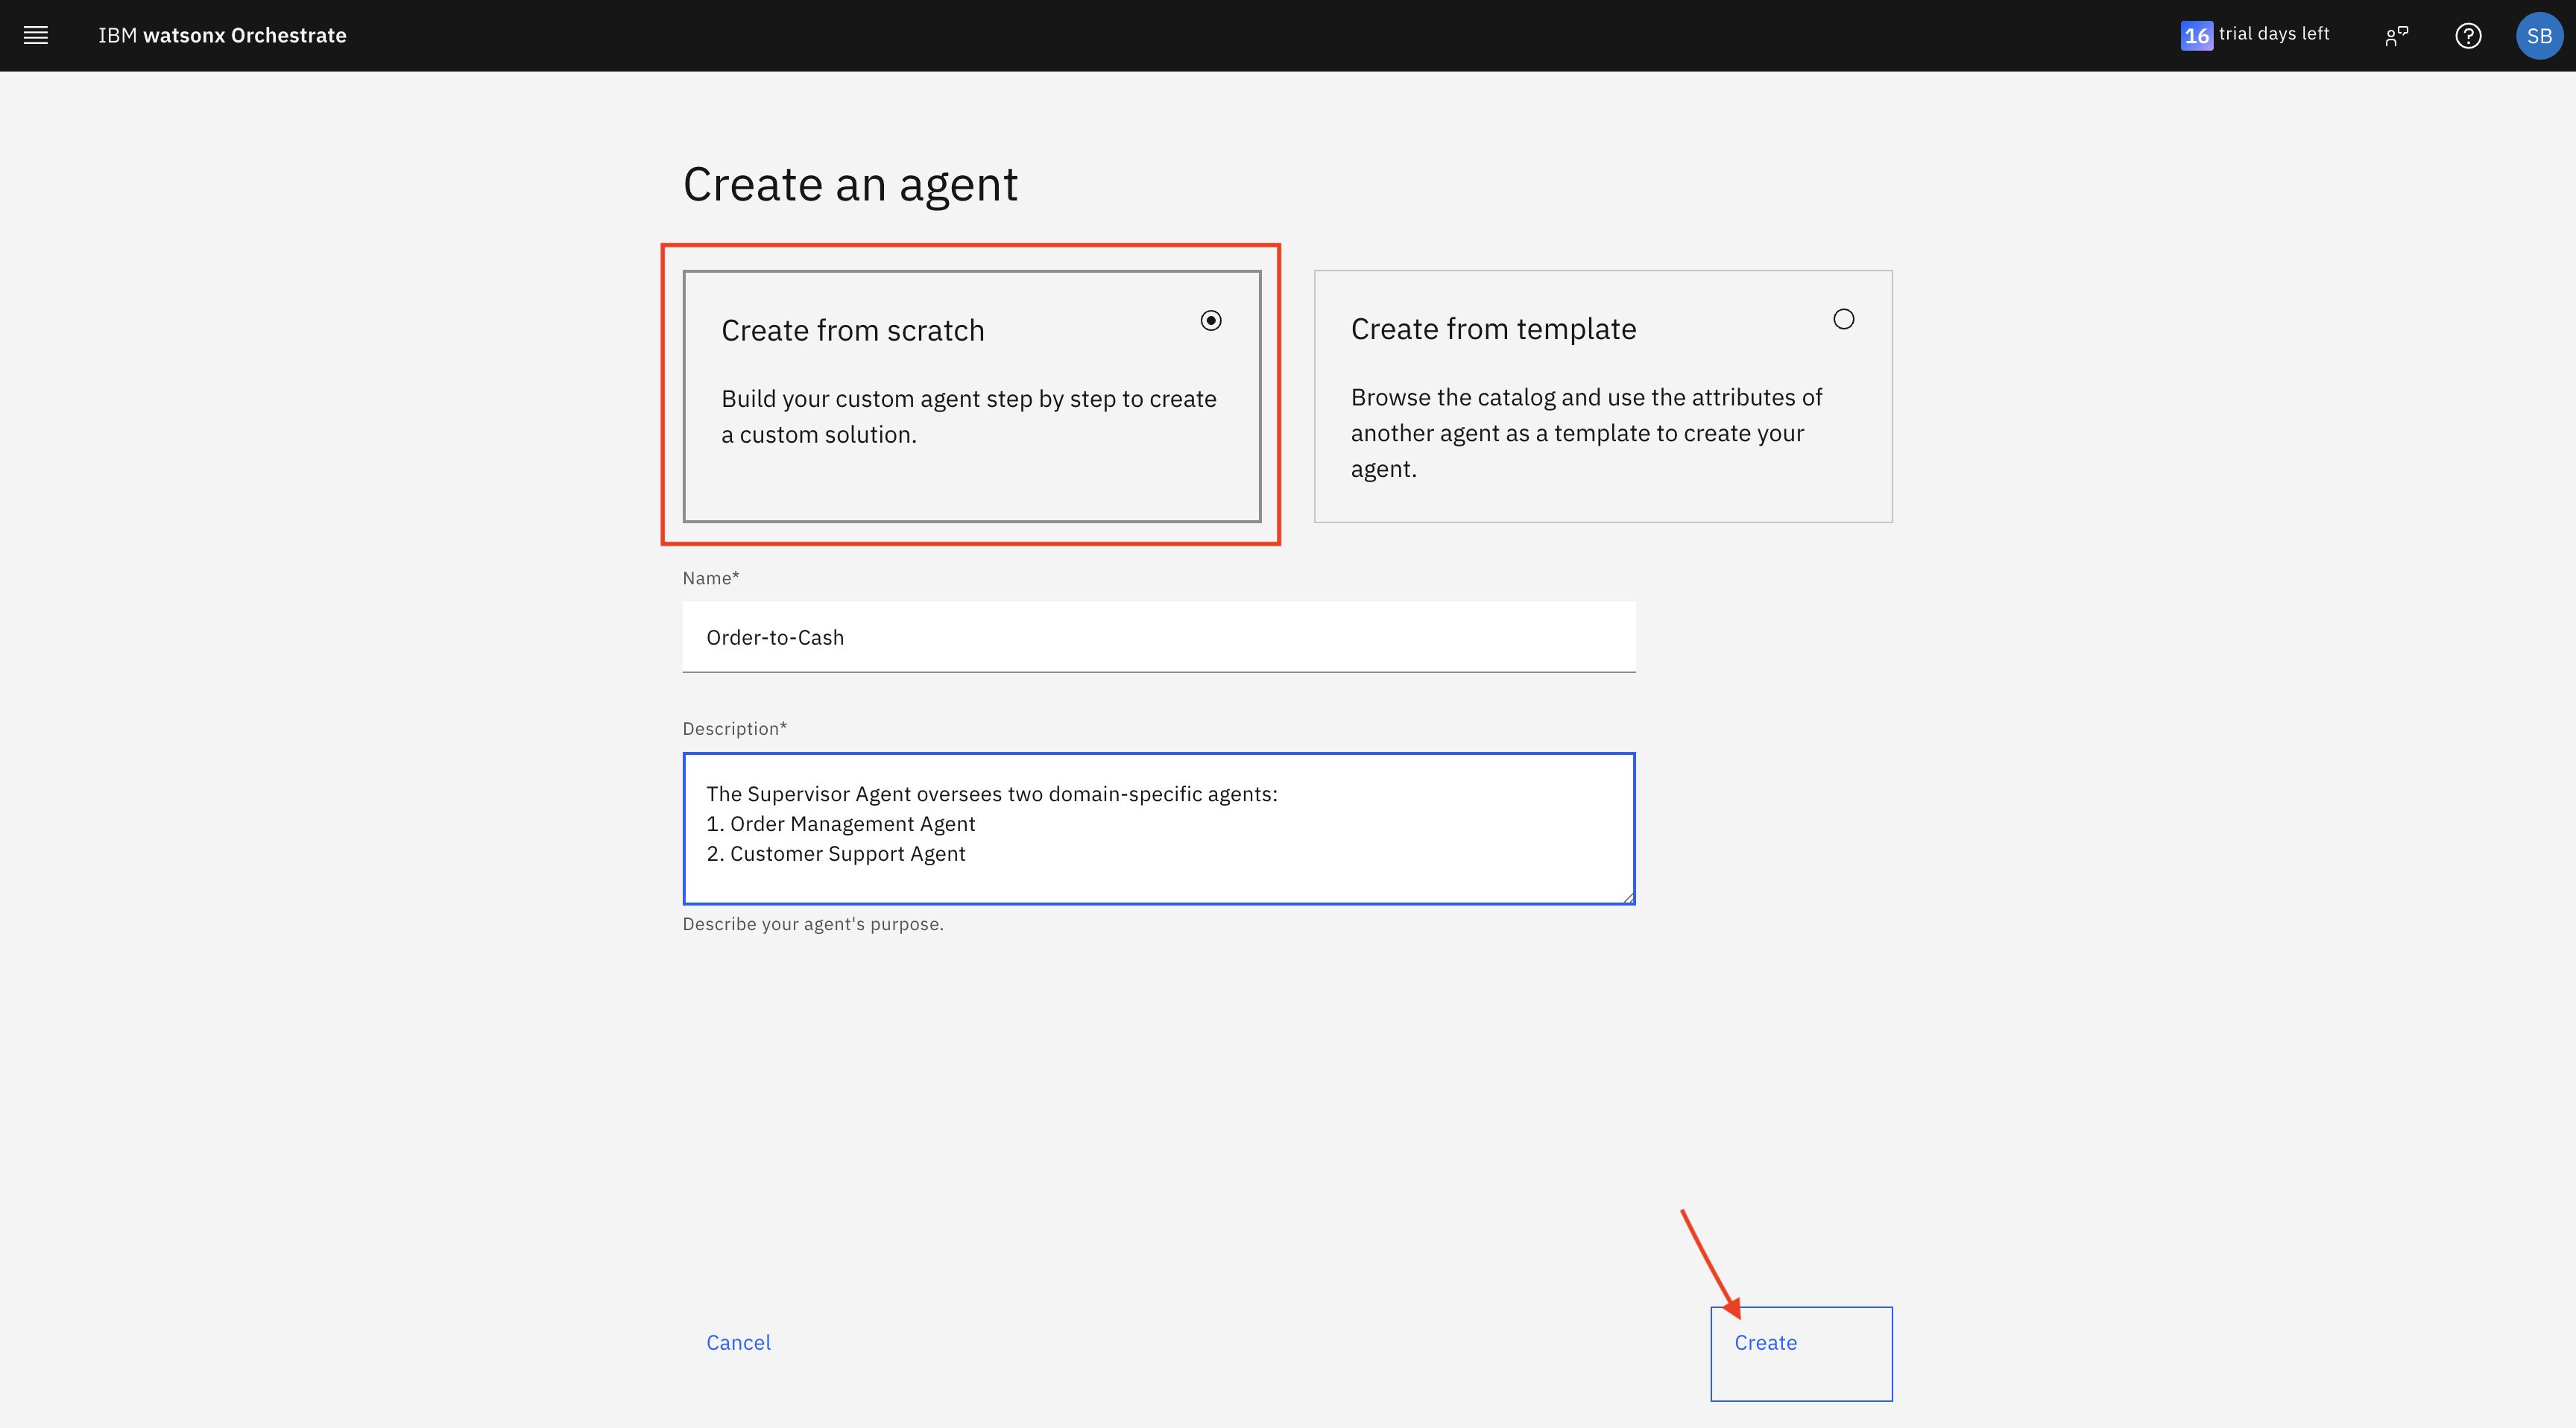 IBM watsonx Orchestrate
16 trial days left
SB
Create an agent
Create from scratch
Build your custom agent step by step to create
a custom solution.
Create from template
Browse the catalog and use the attributes of
another agent as a template to create your
agent.
Name*
Order-to-Cash
Description*
The Supervisor Agent oversees two domain-specific agents:
1. Order Management Agent
2. Customer Support Agent
Describe your agent's purpose.
Cancel
Create